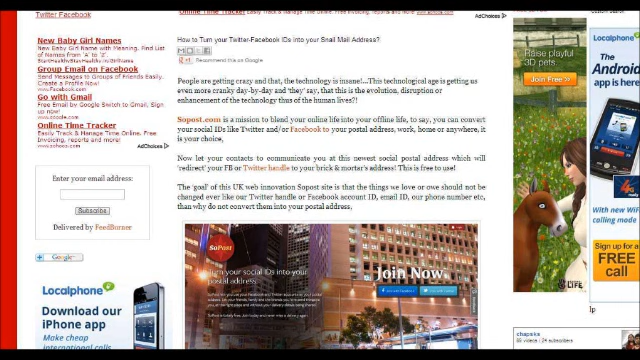 Twitter-Facebook
Online Time Tracker
AdChoices
New Baby Girl Names
New Baby Girl Name with Meaning, Find List
of Names from 'A' to 'Z'.
Group Email on Facebook
Send Messages to Groups of Friends Easily.
Create a Profile Now!
www.Facebook.com
Go with Gmail
Free Email by Google Switch to Gmail, Sign
up now!
Online Time Tracker
Easily Track & Manage Time. Online. Free
Invoicing, reports and more!
AdChoices
Enter your email address:
Subscribe
Delivered by FeedBurner
Google
Localphone
Download our
iPhone app
Make cheap
international calls
How to Turn your Twitter-Facebook IDs into your Snail Mail Address?
+1 Recommend this on Google
People are getting crazy and that, the technology is insane!...This technological age is getting us
even more cranky day-by-day and 'they' say, that this is the evolution, disruption or
enhancement of the technology thus of the human lives?!
Sopost.com is a mission to blend your online life into your offline life, to say, you can convert
your social IDs like Twitter and/or Facebook to your postal address, work, home or anywhere, it
is your choice,
Now let your contacts to communicate you at this newest social postal address which will
'redirect' your FB or Twitter handle to your brick & mortar's address! This is free to use!
The 'goal' of this UK web innovation Sopost site is that the things we love or owe should not be
changed ever like our Twitter handle or Facebook account ID, email ID, our phone number etc,
than why do not convert them into your postal address,
SoPost
Turn your social IDs into your
postal address.
Join Now.
Raise playful
3D pets...
Join Free >>
LIFE
Localphone
The
Android
app is here
With new WiFi
calling
Sign up for a
FREE
call
lp
chapske